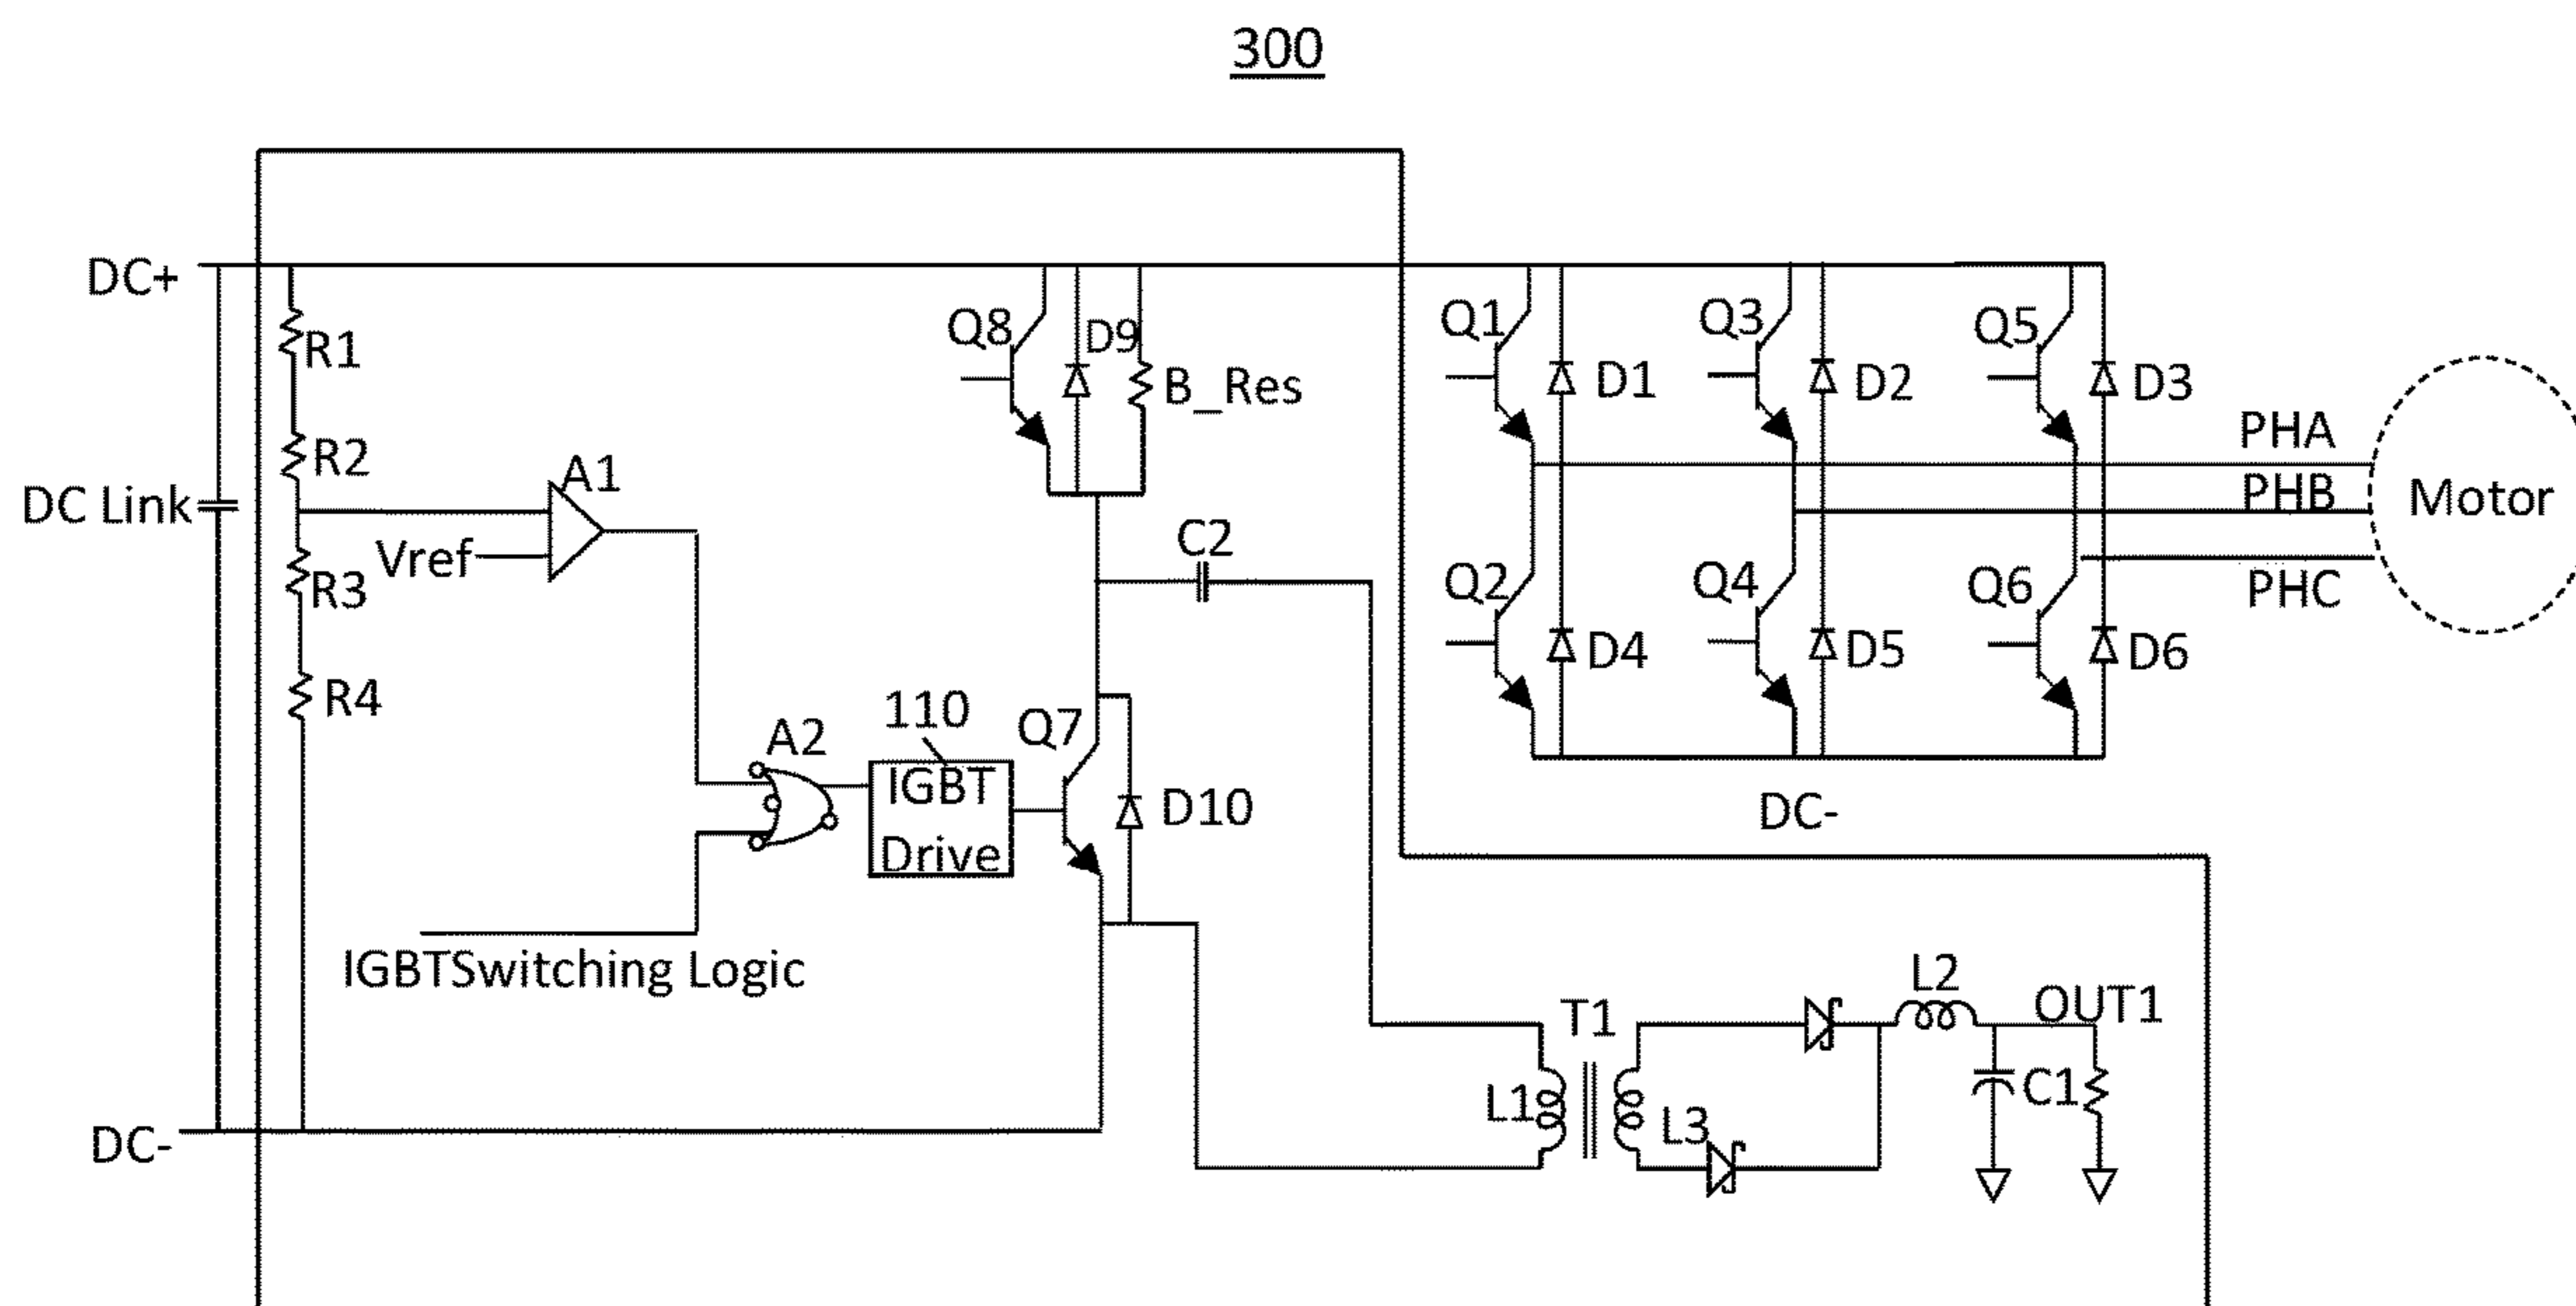 300
DC+
R1
R2
DC Link
A1
Vref
R3
R4
Q8
D9
B_Res
C2
Q1
D1
Q3
D2
Q5
D3
PHA
PHB
PHC
Motor
Q2
D4
Q4
D5
Q6
D6
DC-
A2
110
IGBT
Drive
Q7
D10
IGBTSwitching Logic
DC-
T1
L1
L3
L2
OUT1
C1